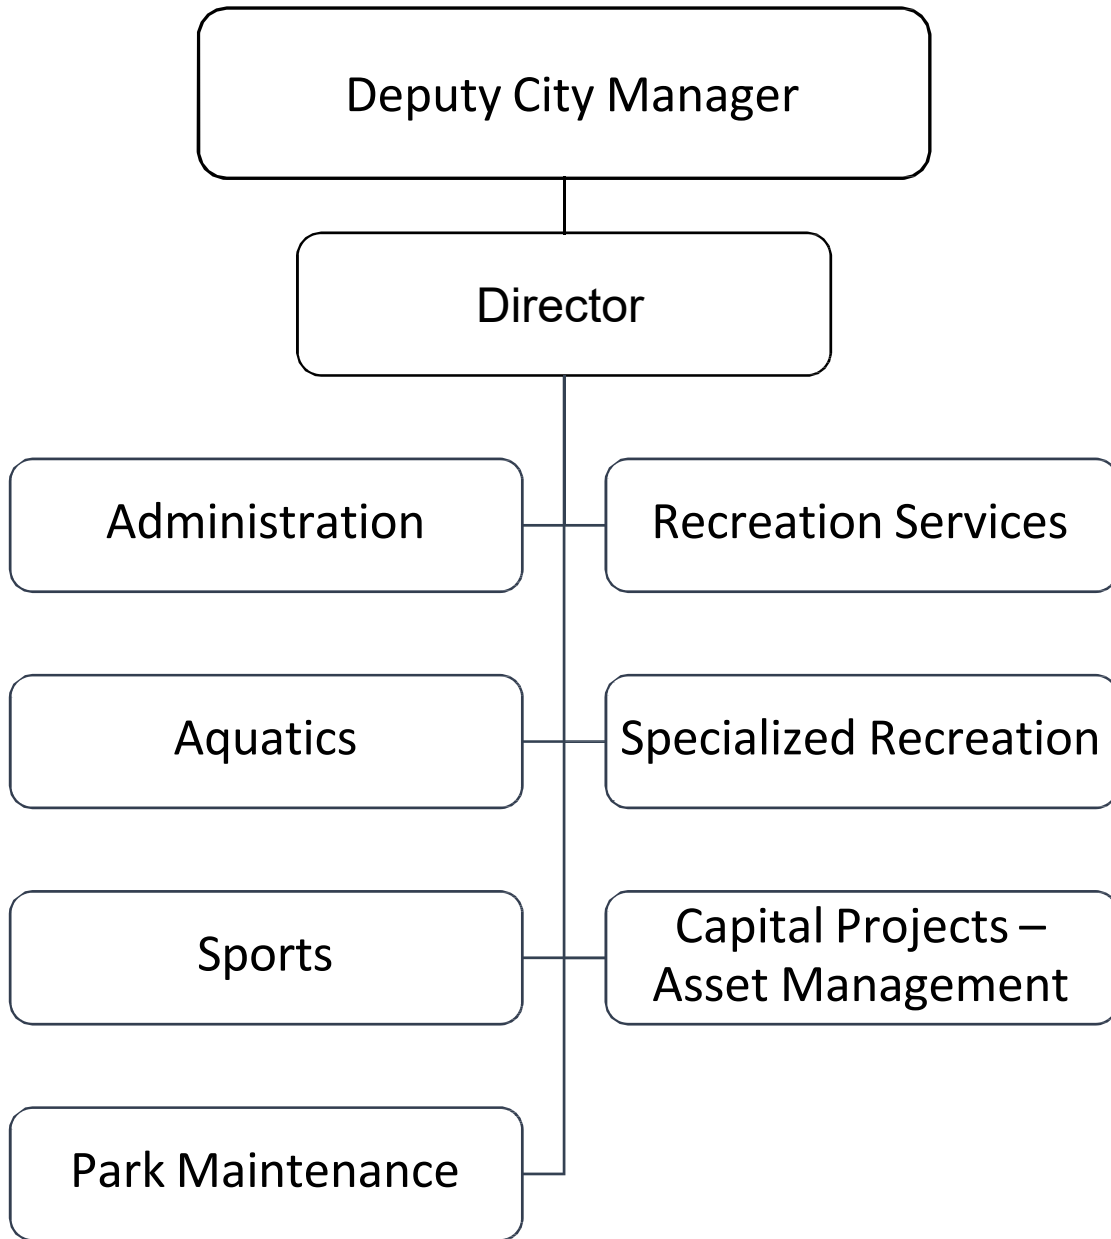 Deputy City Manager
Director
Administration
Recreation Services
Aquatics
Specialized Recreation
Sports
Capital Projects –
Asset Management
Park Maintenance